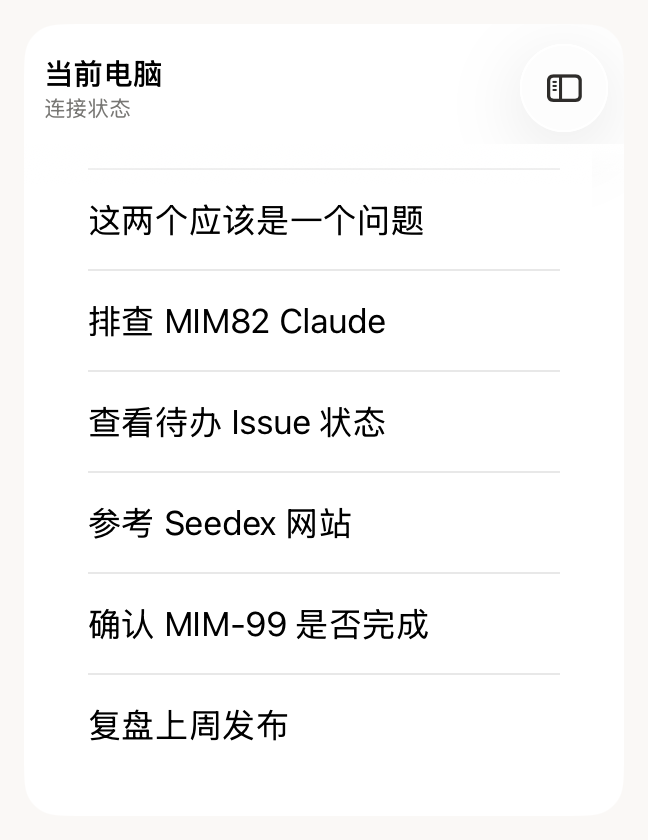 当前电脑
连接状态
这两个应该是一个问题
排查 MIM82 Claude
查看待办 Issue 状态
参考 Seedex 网站
确认 MIM-99 是否完成
复盘上周发布